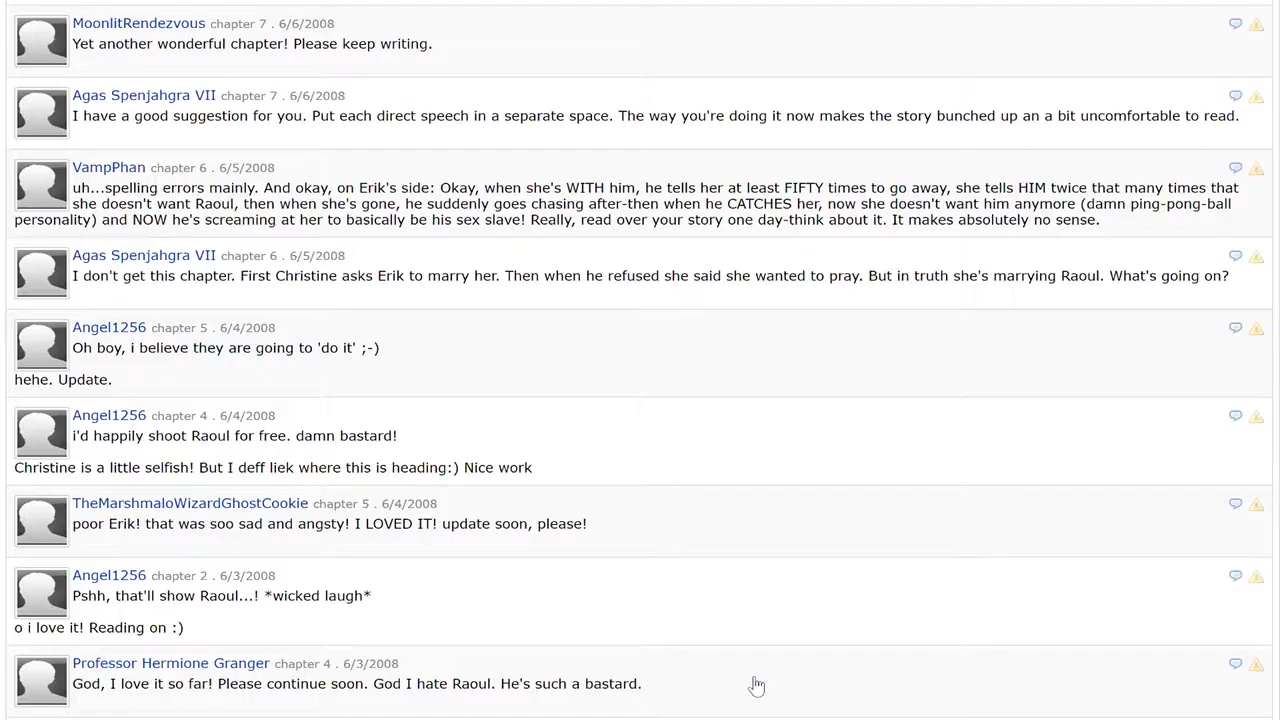 MoonlitRendezvous chapter 7 . 6/6/2008
Yet another wonderful chapter! Please keep writing.
Agas Spenjahgra VII chapter 7 . 6/6/2008
I have a good suggestion for you. Put each direct speech in a separate space. The way you're doing it now makes the story bunched up an a bit uncomfortable to read.
VampPhan chapter 6 . 6/5/2008
uh...spelling errors mainly. And okay, on Erik's side: Okay, when she's WITH him, he tells her at least FIFTY times to go away, she tells HIM twice that many times that
she doesn't want Raoul, then when she's gone, he suddenly goes chasing after-then when he CATCHES her, now she doesn't want him anymore (damn ping-pong-ball
personality) and NOW he's screaming at her to basically be his sex slave! Really, read over your story one day-think about it. It makes absolutely no sense.
Agas Spenjahgra VII chapter 6 . 6/5/2008
I don't get this chapter. First Christine asks Erik to marry her. Then when he refused she said she wanted to pray. But in truth she's marrying Raoul. What's going on?
Angel1256 chapter 5 . 6/4/2008
Oh boy, i believe they are going to 'do it' ;-)
hehe. Update.
Angel1256 chapter 4 . 6/4/2008
i'd happily shoot Raoul for free. damn bastard!
Christine is a little selfish! But I deff liek where this is heading:) Nice work
TheMarshmaloWizardGhostCookie chapter 5 . 6/4/2008
poor Erik! that was soo sad and angsty! I LOVED IT! update soon, please!
Angel1256 chapter 2 . 6/3/2008
Pshh, that'll show Raoul...! *wicked laugh*
o i love it! Reading on :)
Professor Hermione Granger chapter 4 . 6/3/2008
God, I love it so far! Please continue soon. God I hate Raoul. He's such a bastard.